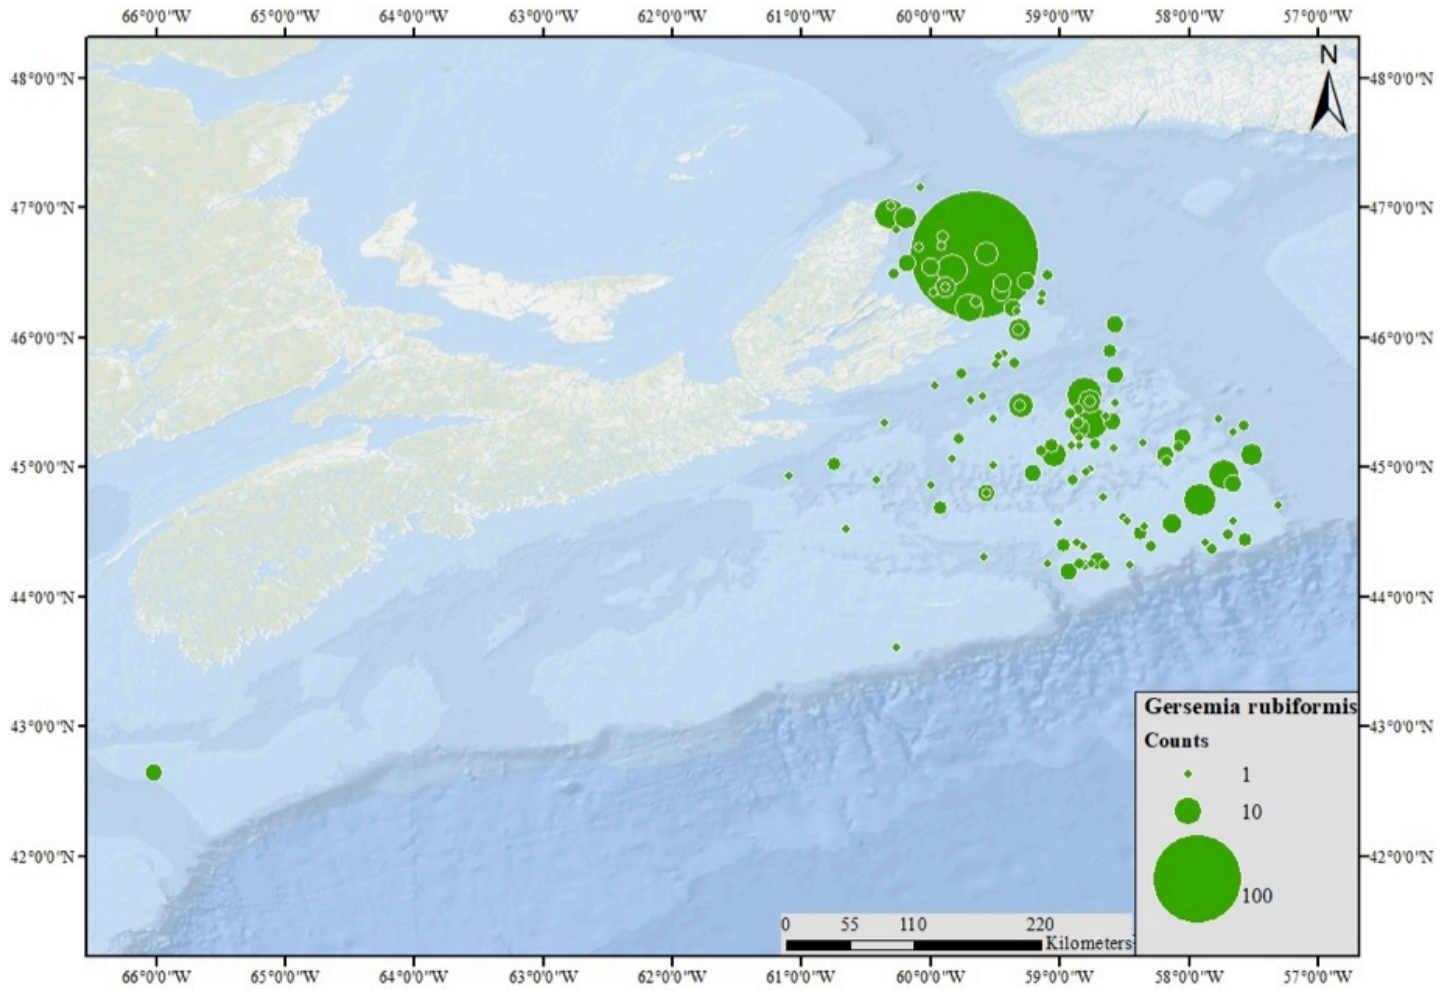 66°0'0"W 65°0'0"W 64°0'0"W 63°0'0"W 62°0'0"W 61°0'0"W 60°0'0"W 59°0'0"W 58°0'0"W 57°0'0"W
N
48°0'0"N 48°0'0"N
47°0'0"N 47°0'0"N
46°0'0"N 46°0'0"N
45°0'0"N 45°0'0"N
44°0'0"N 44°0'0"N
43°0'0"N 43°0'0"N
42°0'0"N 42°0'0"N
Gersemia rubiformis
Counts
1
10
100
0 55 110 220
Kilometers
66°0'0"W 65°0'0"W 64°0'0"W 63°0'0"W 62°0'0"W 61°0'0"W 60°0'0"W 59°0'0"W 58°0'0"W 57°0'0"W